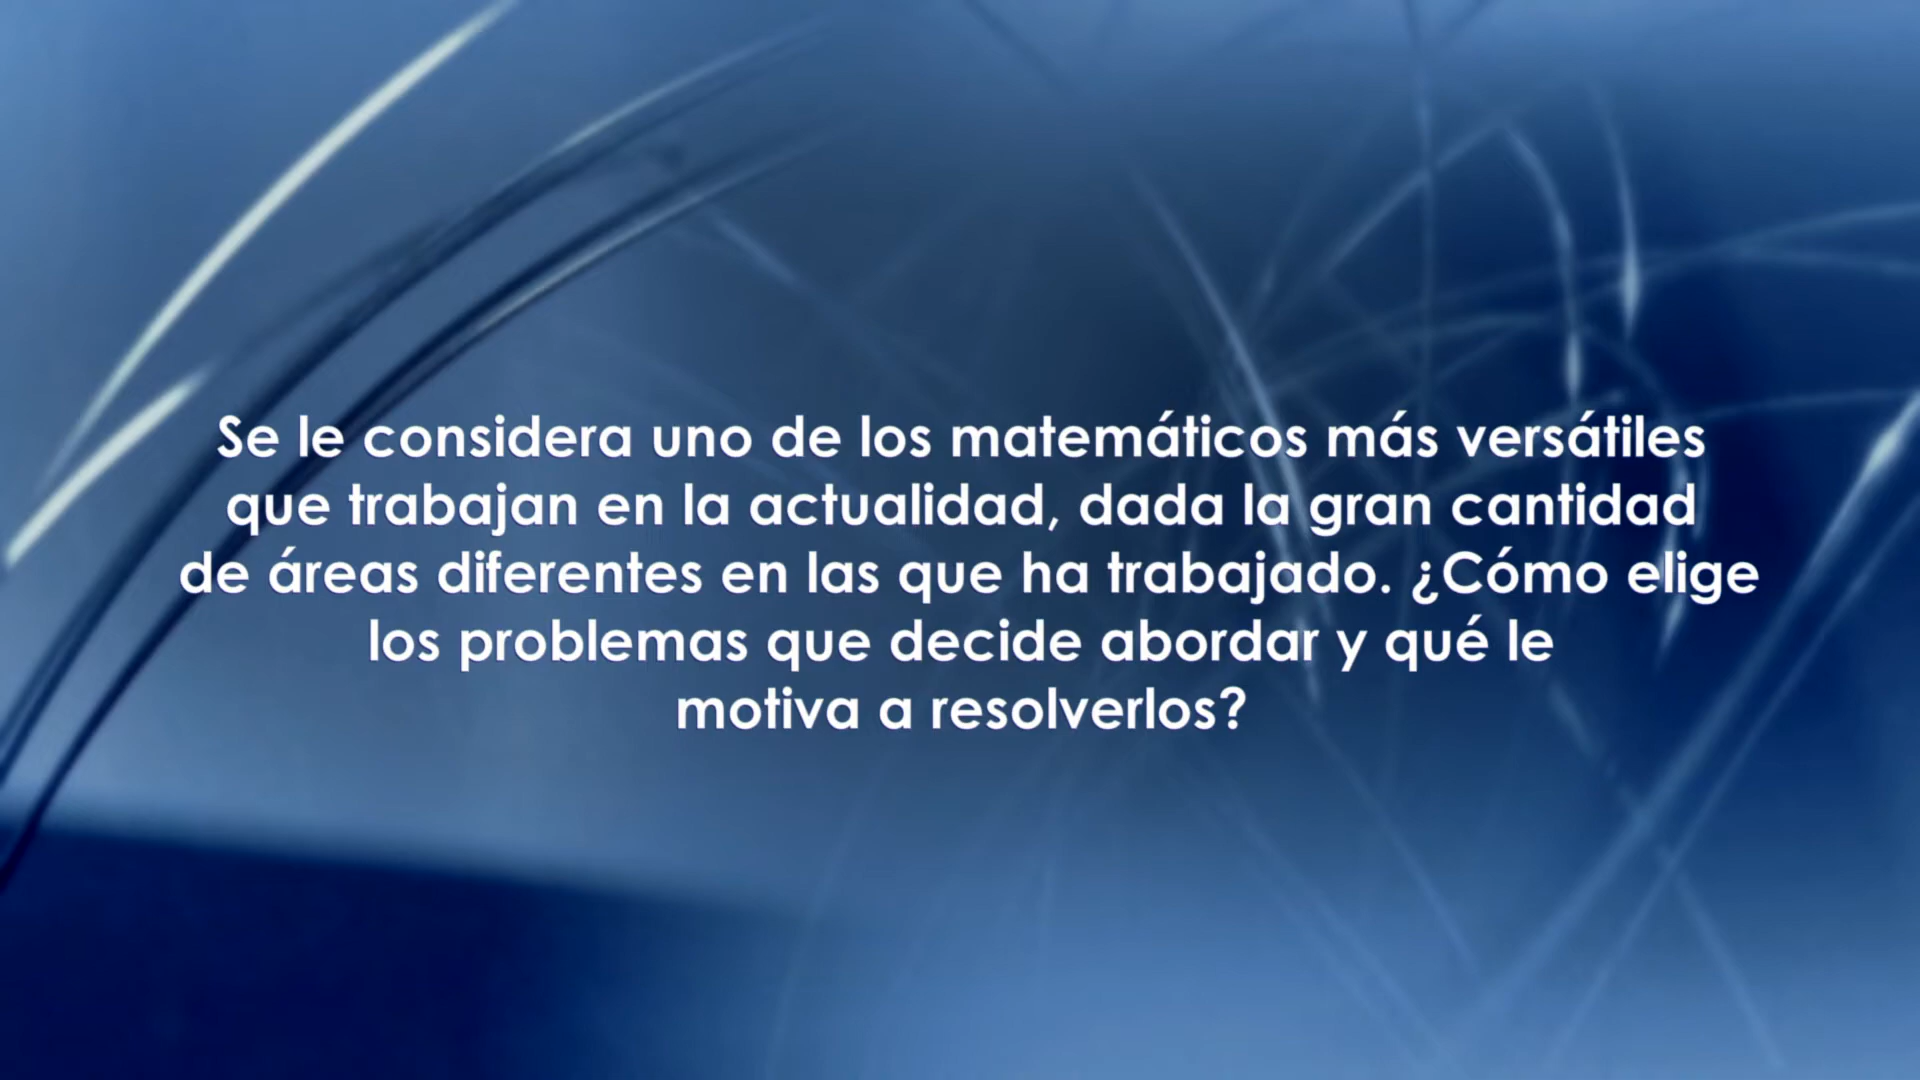 Se le considera uno de los matemáticos más versátiles
que trabajan en la actualidad, dada la gran cantidad
de áreas diferentes en las que ha trabajado. ¿Cómo elige
los problemas que decide abordar y qué le
motiva a resolverlos?